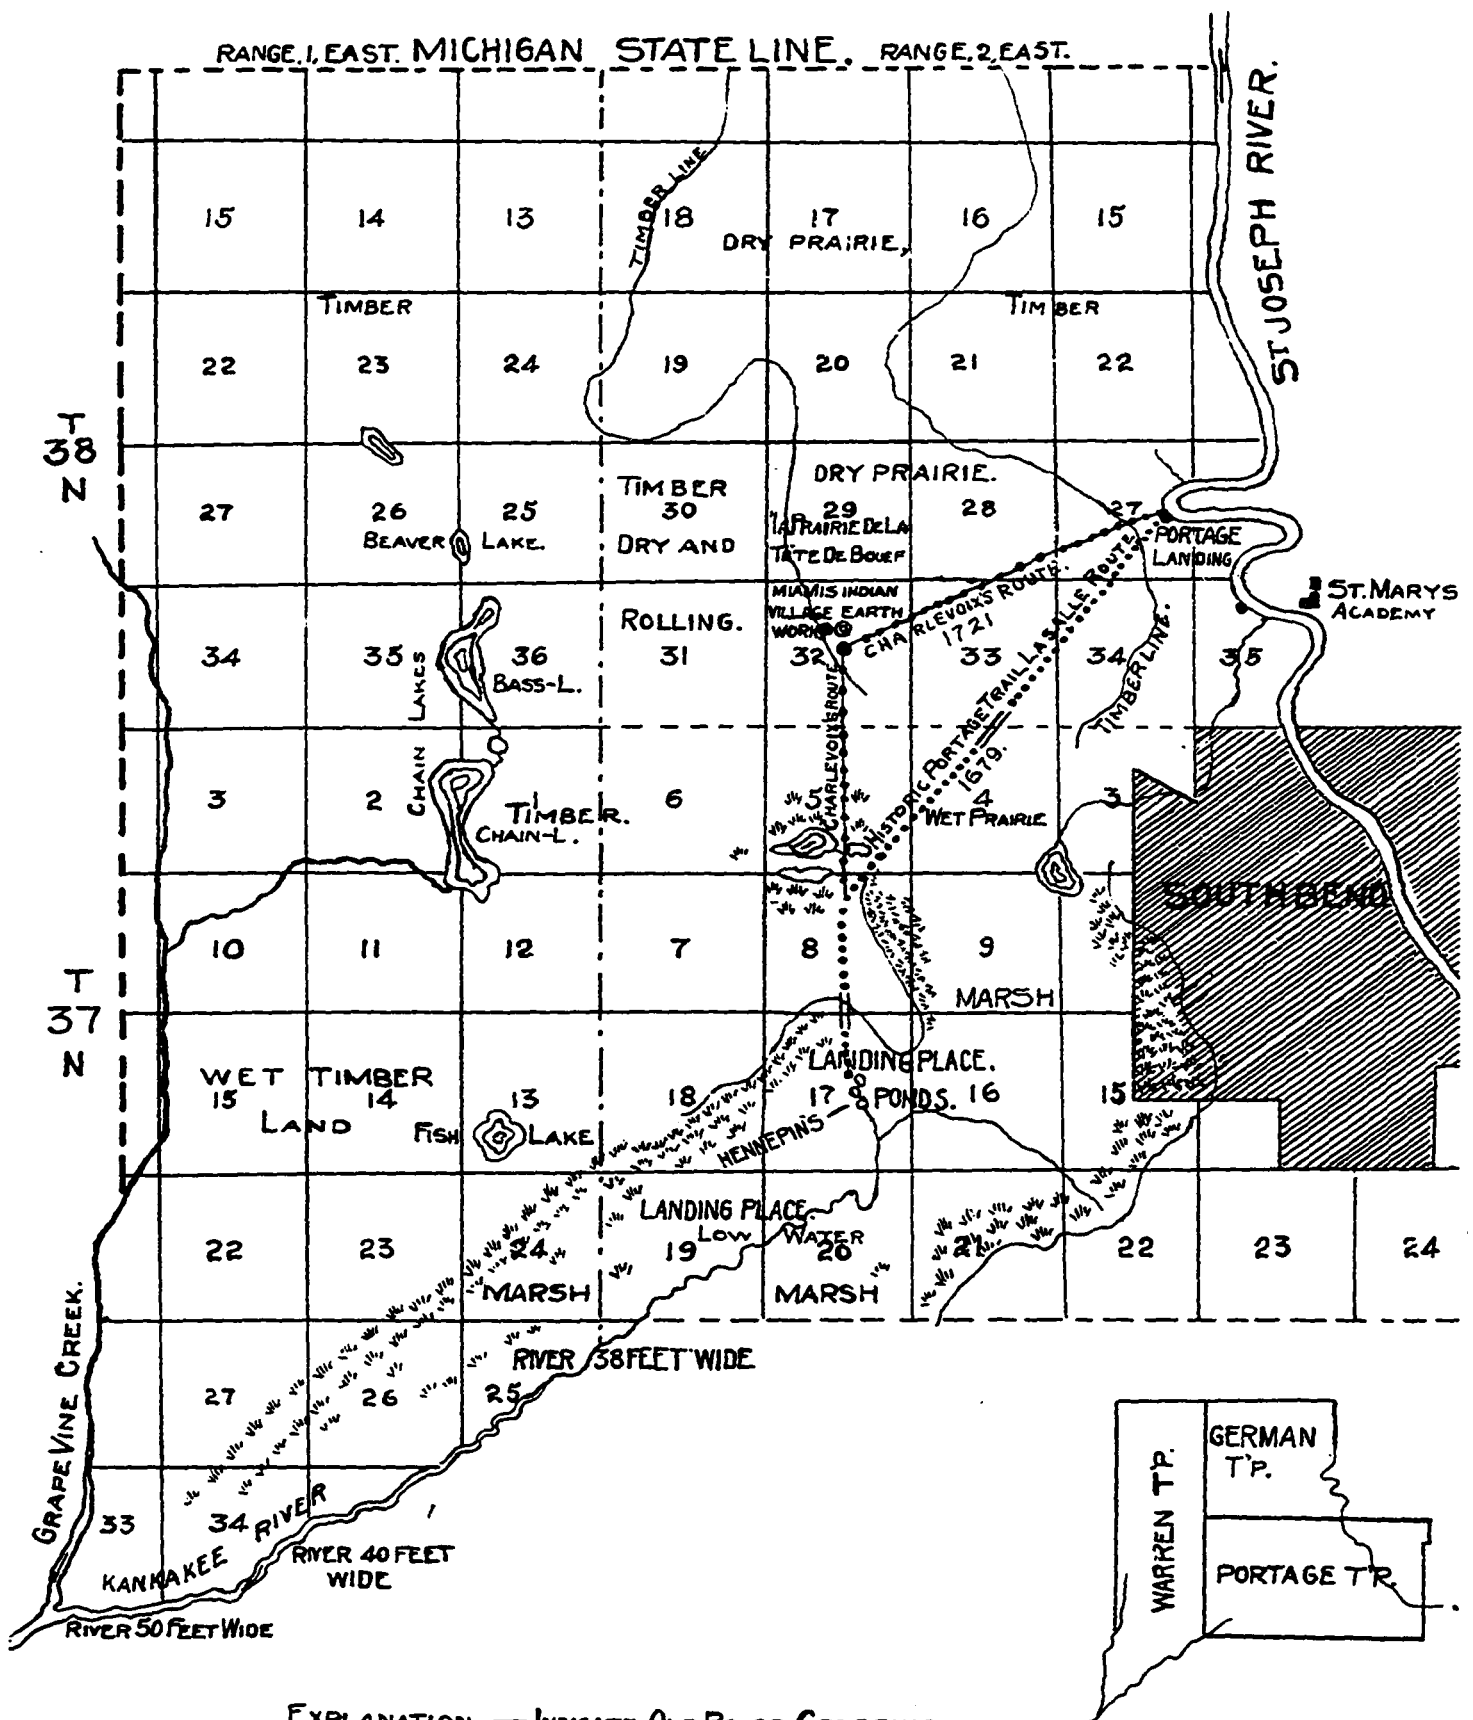 RANGE.1, EAST. MICHIGAN STATE LINE. RANGE.2, EAST.
ST JOSEPH RIVER.
TIMBER LINE
15 14 13 18 17 16 15
DRY PRAIRIE,
TIMBER TIMBER
22 23 24 19 20 21 22
T
38
N
DRY PRAIRIE.
TIMBER
27 26 25 30 29 28 27
LA PRAIRIE DE LA
BEAVER LAKE. DRY AND
TÊTE DE BOUEF
PORTAGE
LANDING
MIAMIS INDIAN
VILLAGE EARTH
WORK
ROLLING.
ST. MARYS
ACADEMY
CHARLEVOIX'S ROUTE.
1721
34 35 36 31 32 33 34 35
BASS-L.
CHAIN LAKES
CHARLEVOIX ROUTE
HISTORIC PORTAGE TRAIL LASALLE ROUTE
1679.
TIMBER LINE.
3 2 1 6 5 4 3
TIMBER.
CHAIN-L.
WET PRAIRIE
SOUTH BEND
10 11 12 7 8 9
T
37
N
MARSH
LANDING PLACE.
WET TIMBER
15 14 13 18 17 16 15
LAND
PONDS.
FISH LAKE
HENNEPIN'S
LANDING PLACE.
LOW WATER
22 23 24 19 20 21 22 23 24
MARSH MARSH
GRAPE VINE CREEK.
RIVER 38 FEET WIDE
27 26 25
33 34
KANKAKEE RIVER
RIVER 40 FEET
WIDE
RIVER 50 FEET WIDE
GERMAN
T'P.
WARREN T'P.
PORTAGE T'P.
EXPLANATION